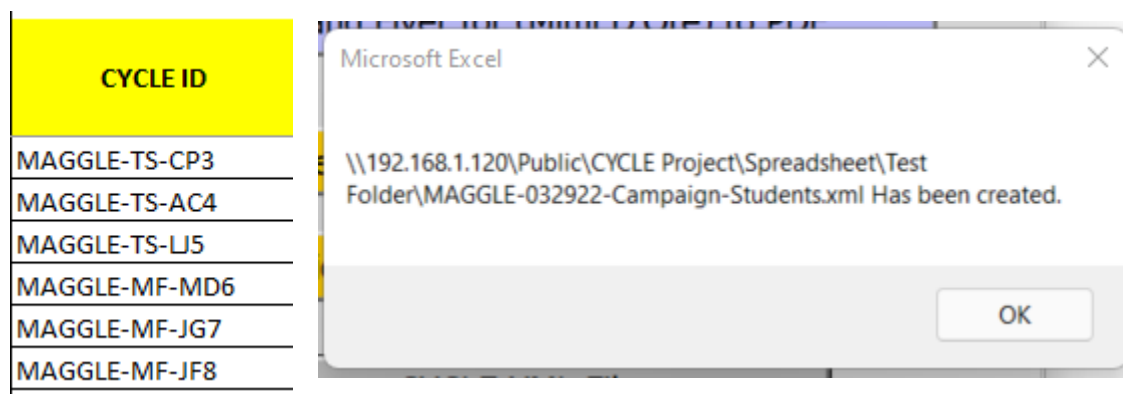 CYCLE ID
MAGGLE-TS-CP3
MAGGLE-TS-AC4
MAGGLE-TS-LJ5
MAGGLE-MF-MD6
MAGGLE-MF-JG7
MAGGLE-MF-JF8
Microsoft Excel
\\192.168.1.120\Public\CYCLE Project\Spreadsheet\Test
Folder\MAGGLE-032922-Campaign-Students.xml Has been created.
OK